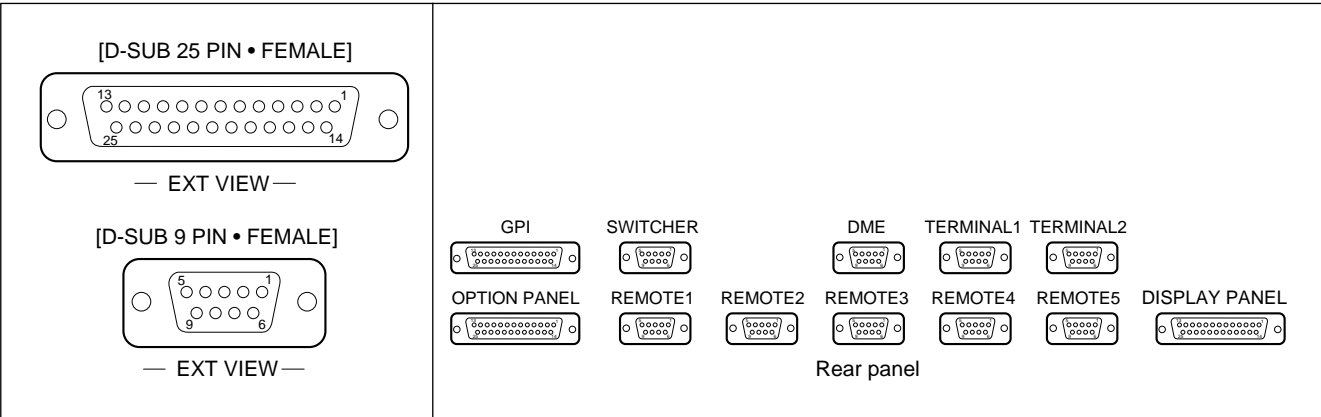 [D-SUB 25 PIN • FEMALE]
13
1
25
14
— EXT VIEW —
[D-SUB 9 PIN • FEMALE]
5
1
9
6
— EXT VIEW —
GPI SWITCHER DME TERMINAL1 TERMINAL2
OPTION PANEL REMOTE1 REMOTE2 REMOTE3 REMOTE4 REMOTE5 DISPLAY PANEL
Rear panel